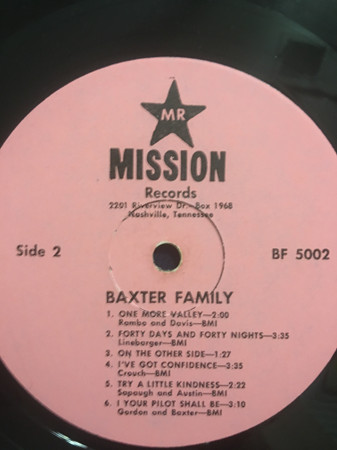 MR
MISSION
Records
2201 Riverview Dr.—Box 1968
Nashville, Tennessee
Side 2
BF 5002
BAXTER FAMILY
1. ONE MORE VALLEY—2:00
Rambo and Davis—BMI
2. FORTY DAYS AND FORTY NIGHTS—3:35
Lineberger—BMI
3. ON THE OTHER SIDE—1:27
4. I'VE GOT CONFIDENCE—3:35
Crouch—BMI
5. TRY A LITTLE KINDNESS—2:22
Sapaugh and Austin—BMI
6. I YOUR PILOT SHALL BE—3:10
Gordon and Baxter—BMI